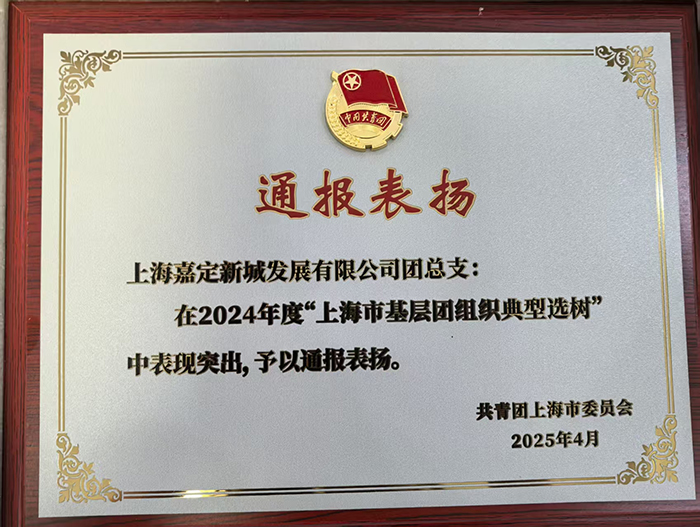 中国共青团
通报表扬
上海嘉定新城发展有限公司团总支：
在2024年度“上海市基层团组织典型选树”
中表现突出，予以通报表扬。
共青团上海市委员会
2025年4月